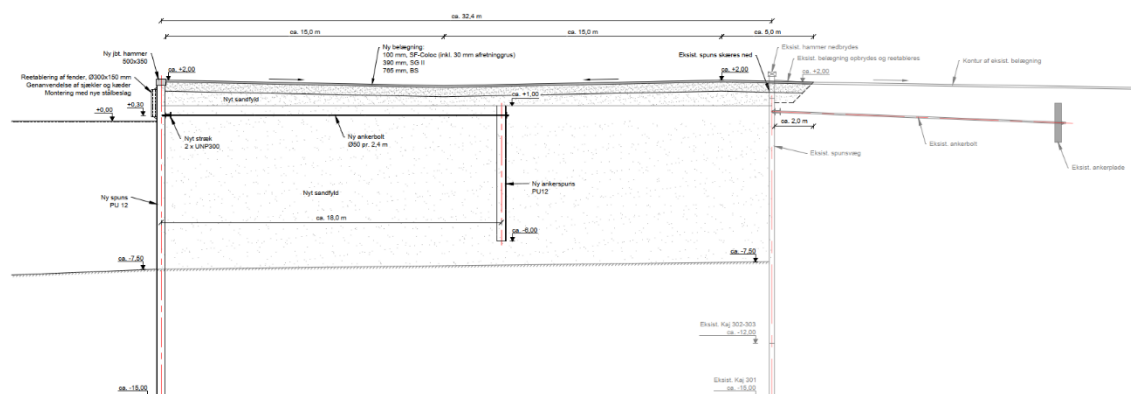 ca. 32,4 m
ca. 15,0 m
ca. 15,0 m
ca. 5,0 m
Ny jbt. hammer
500x350
Ny belægning:
100 mm, SF-Coloc (inkl. 30 mm afretninggrus)
390 mm, SG II
765 mm, BS
Eksist. spuns skæres ned
Eksist. hammer nedbrydes
Eksist. belægning opbrydes og reetableres
Reetablering af fender, Ø300x150 mm
Genanvendelse af sjækler og kæder
Montering med nye stålbeslag
ca. +2,00
ca. +2,00
ca. +2,00
Kontur af eksist. belægning
+0,30
+0,00
Nyt sandfyld
ca. +1,00
ca. 2,0 m
Nyt stræk
2 x UNP300
Ny ankerbolt
Ø50 pr. 2,4 m
Eksist. ankerbolt
Eksist. spunsvæg
Eksist. ankerplade
Ny spuns
PU 12
Nyt sandfyld
Ny ankerspuns
PU12
ca. 18,0 m
ca. -6,00
ca. -7,50
ca. -7,50
Eksist. Kaj 302-303
ca. -12,00
Eksist. Kaj 301
ca. -15,00
ca. -15,00